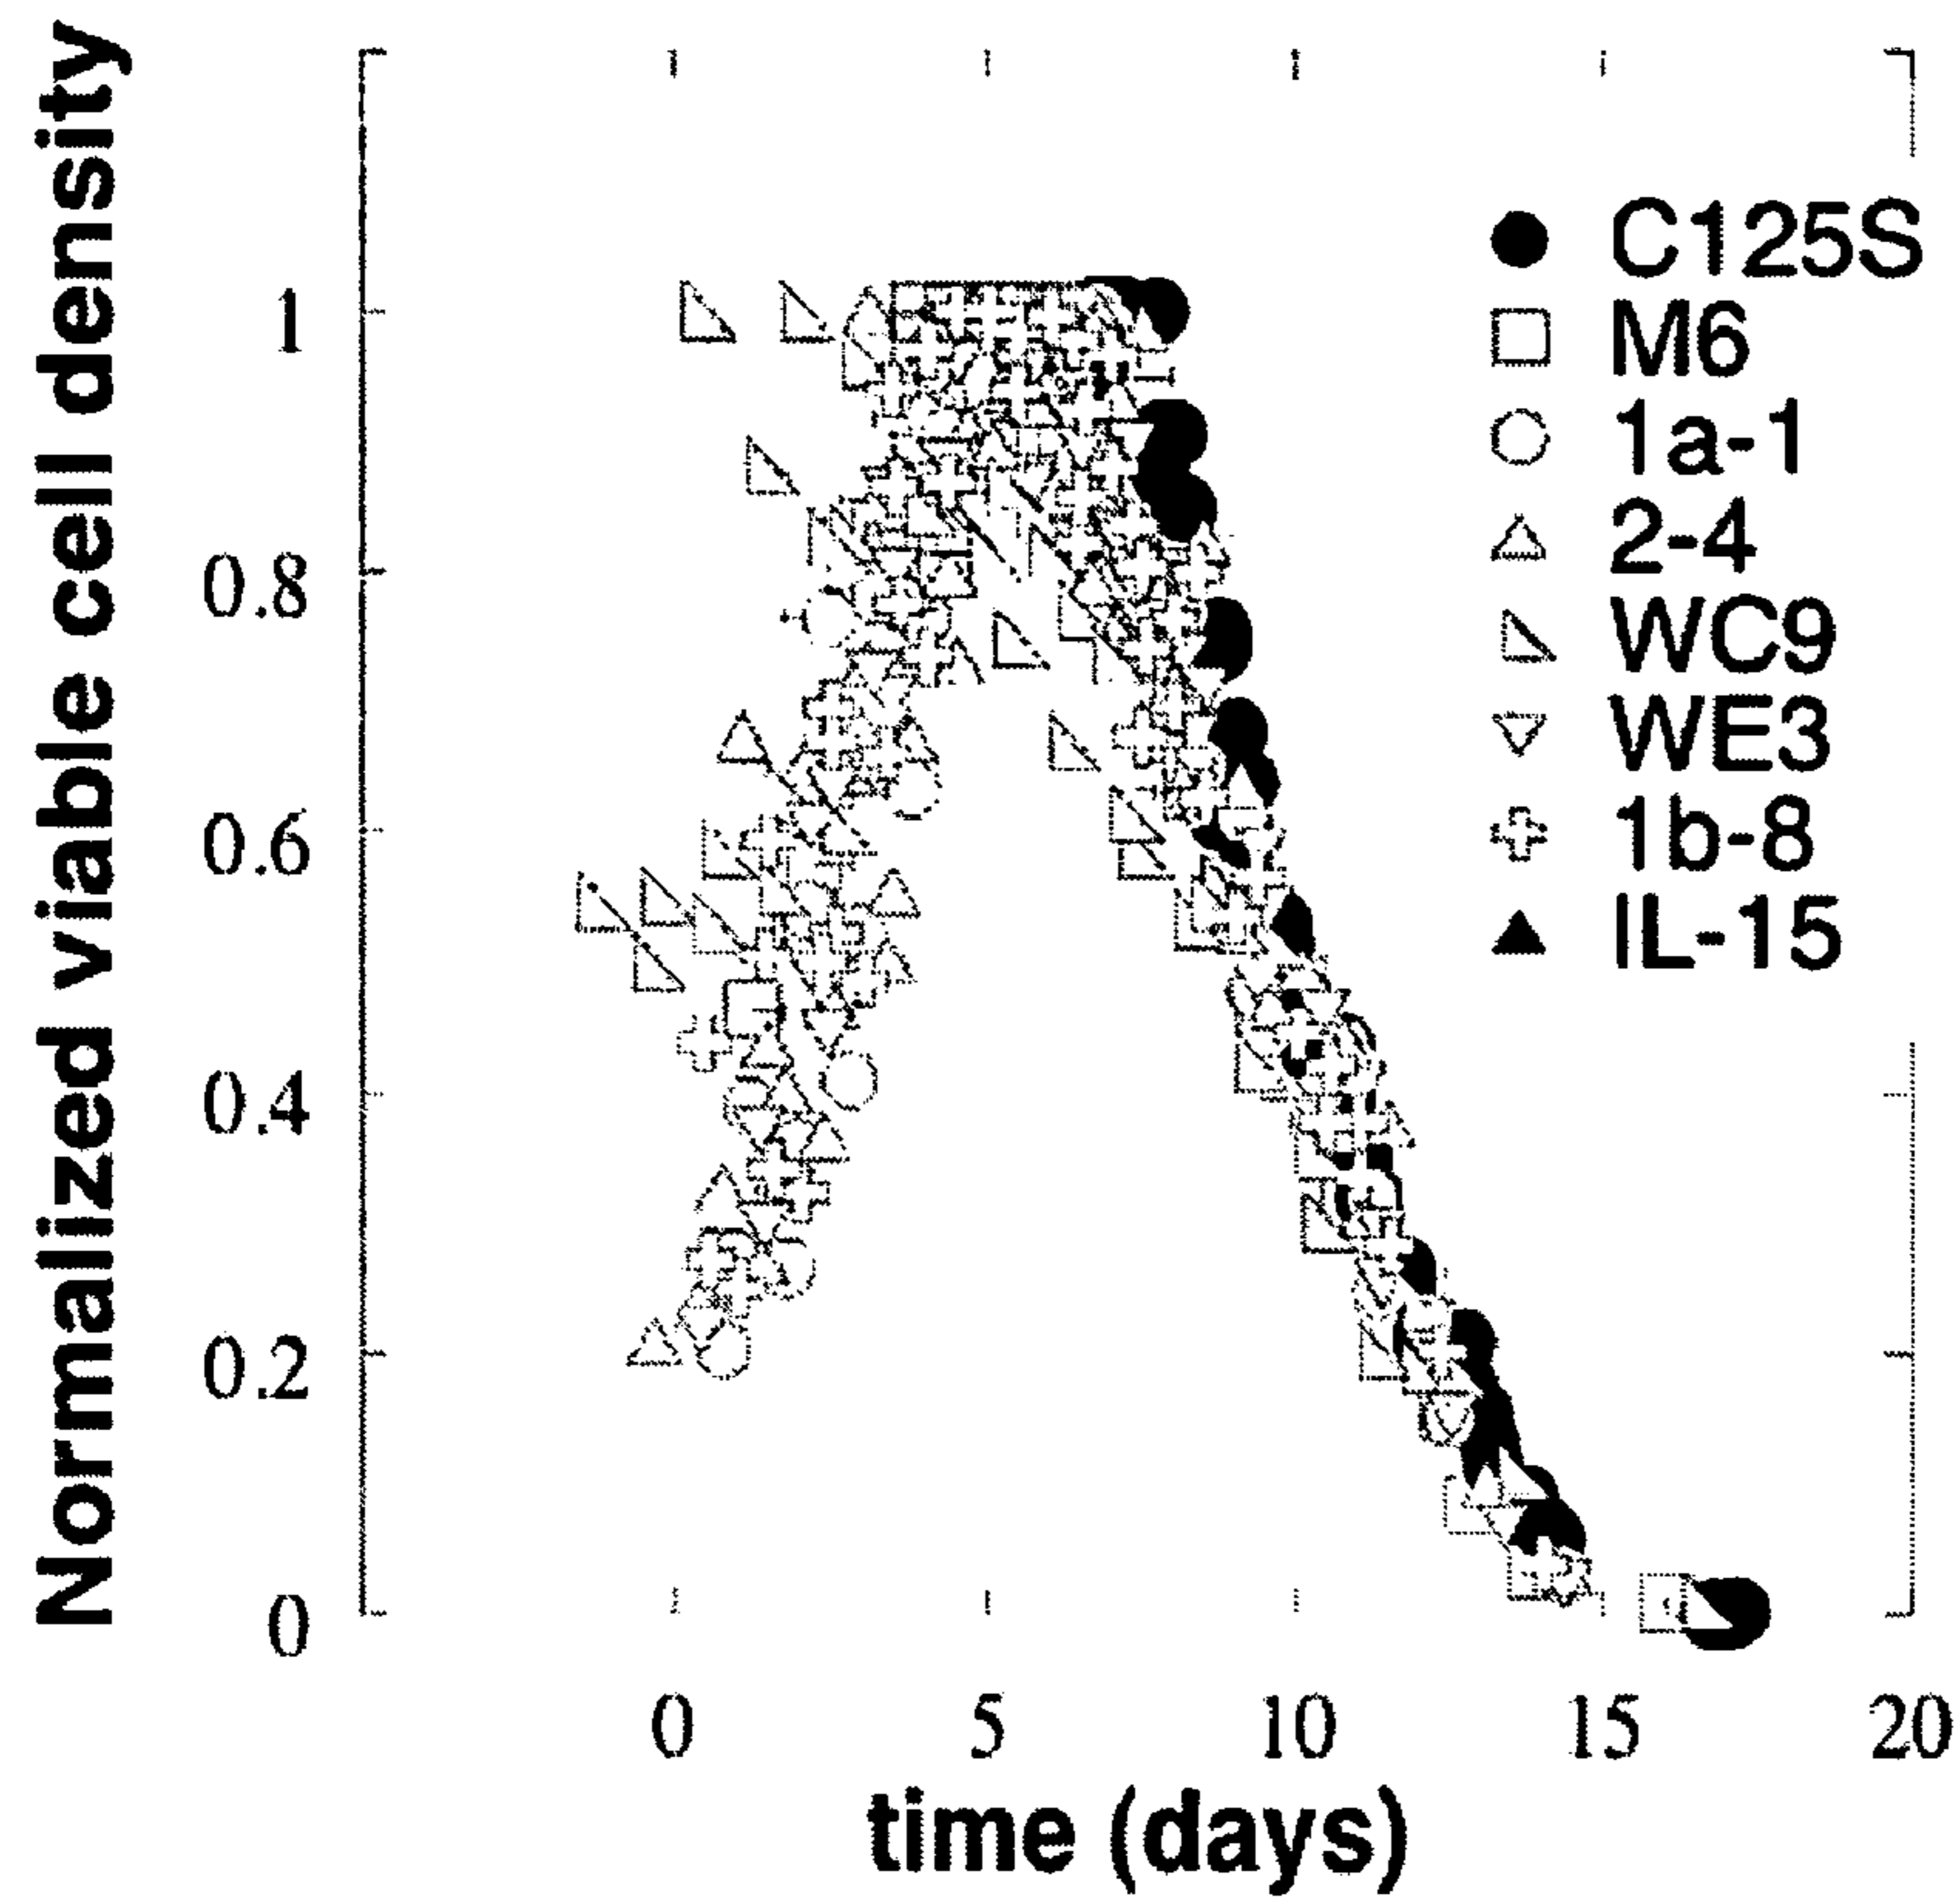 Normalized viable cell density
1
0.8
0.6
0.4
0.2
0
0 5 10 15 20
time (days)
C125S
M6
1a-1
2-4
WC9
WE3
1b-8
IL-15